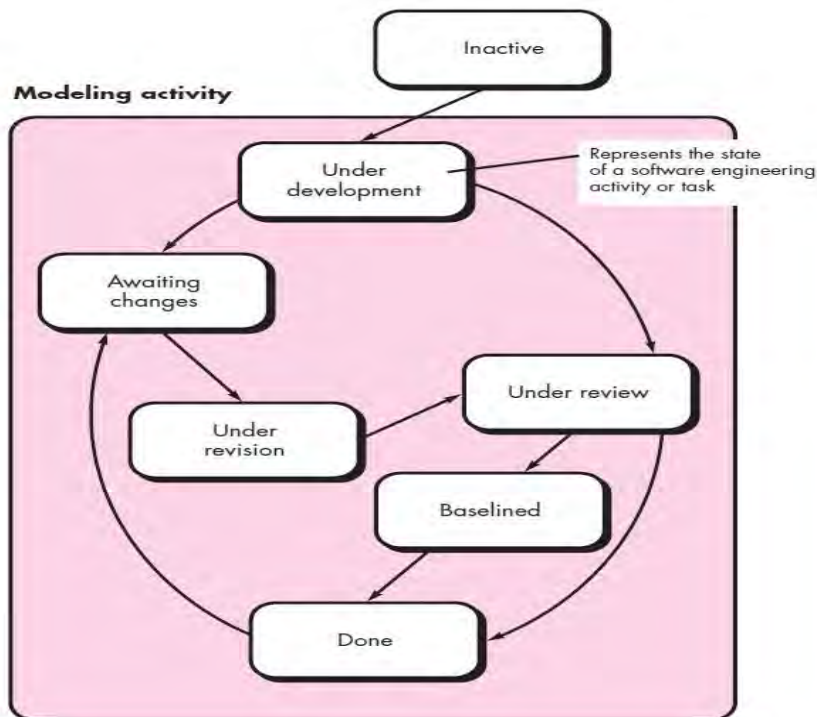 Inactive
Modeling activity
Under
development
Represents the state
of a software engineering
activity or task
Awaiting
changes
Under review
Under
revision
Baselined
Done